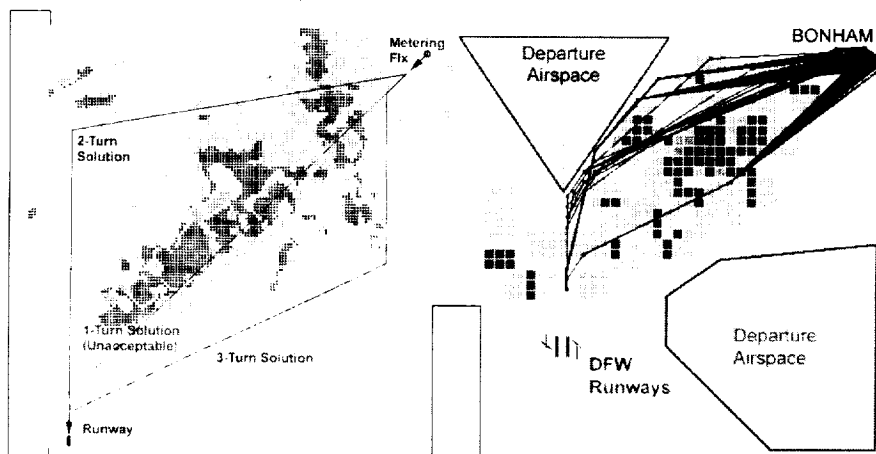 Metering
Fix
2-Turn
Solution
1-Turn Solution
(Unacceptable)
3-Turn Solution
Runway
BONHAM
Departure
Airspace
DFW
Runways
Departure
Airspace